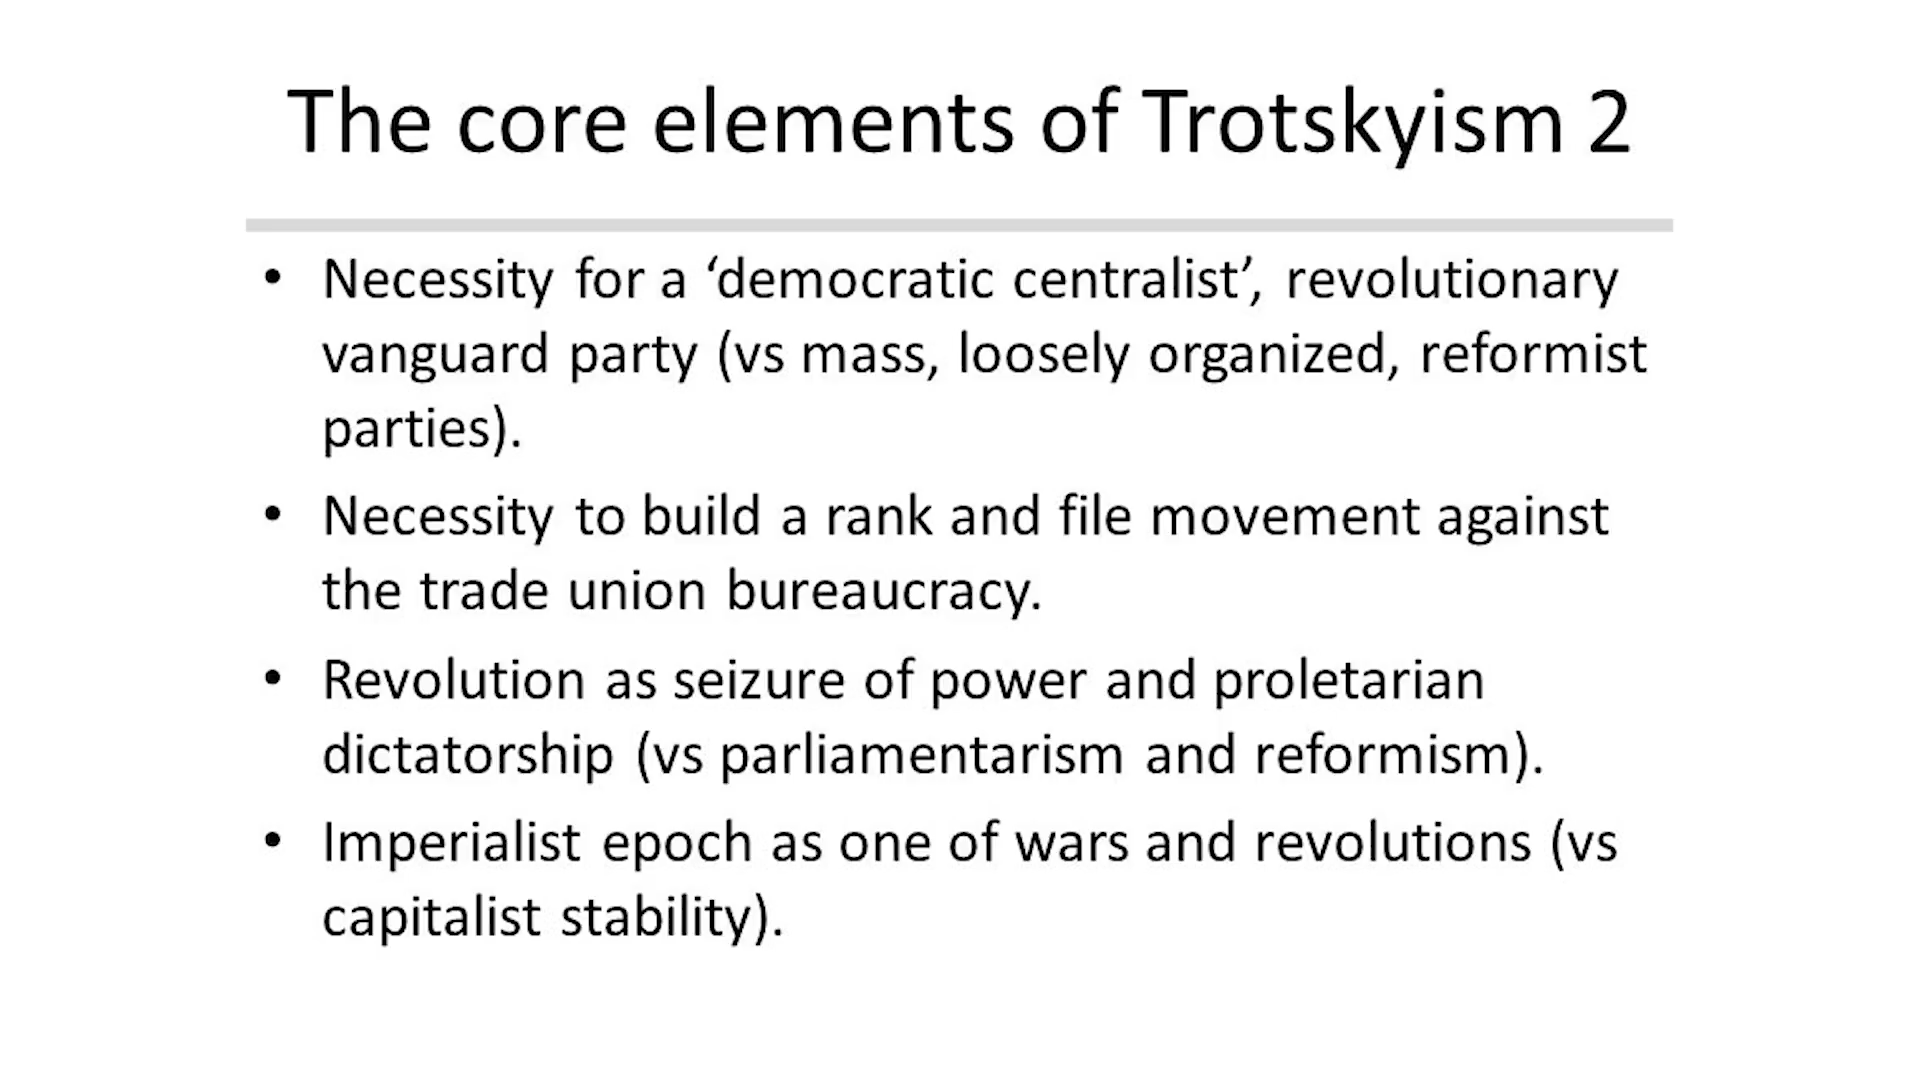 The core elements of Trotskyism 2
• Necessity for a ‘democratic centralist’, revolutionary
vanguard party (vs mass, loosely organized, reformist
parties).
• Necessity to build a rank and file movement against
the trade union bureaucracy.
• Revolution as seizure of power and proletarian
dictatorship (vs parliamentarism and reformism).
• Imperialist epoch as one of wars and revolutions (vs
capitalist stability).